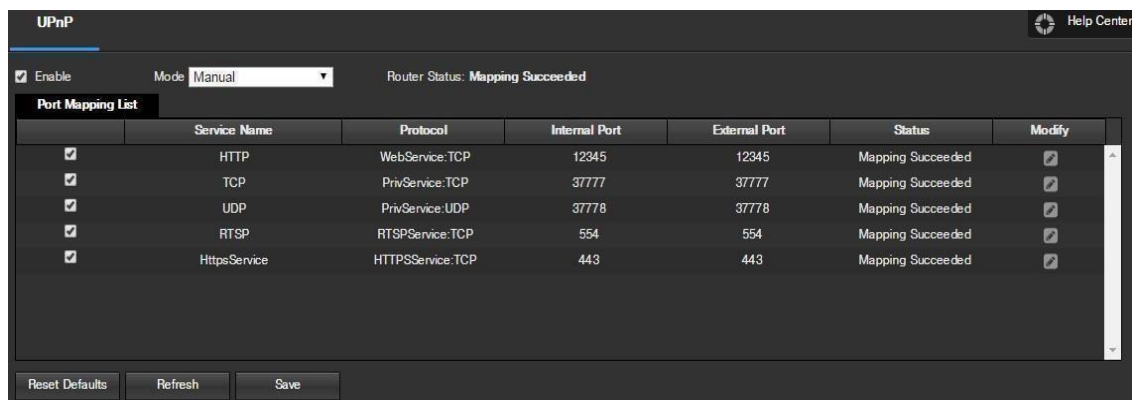 UPnP
Help Center
Enable Mode Manual Router Status: Mapping Succeeded
Port Mapping List
Service Name Protocol Internal Port External Port Status Modify
HTTP WebService:TCP 12345 12345 Mapping Succeeded
TCP PrivService:TCP 37777 37777 Mapping Succeeded
UDP PrivService:UDP 37778 37778 Mapping Succeeded
RTSP RTSPService:TCP 554 554 Mapping Succeeded
HttpsService HTTPSService:TCP 443 443 Mapping Succeeded
Reset Defaults Refresh Save